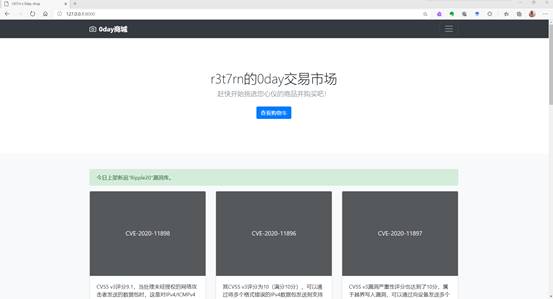 r3t7rn's 0day shop
127.0.0.1:8000
0day商城
r3t7rn的0day交易市场
赶快开始挑选您心仪的商品并购买吧!
查看购物车
今日上架新品"Ripple20"漏洞库。
CVE-2020-11898
CVE-2020-11896
CVE-2020-11897
CVSS v3评分9.1，当处理未经授权的网络攻
击者发送的数据包时，这是对IPv4/ICMPv4
CVSS v3评分为10（满分10分），可以通
过将多个格式错误的IPv4数据包发送到支持
CVSS v3漏洞严重性评分也达到了10分，属
于越界写入漏洞，可以通过向设备发送多个